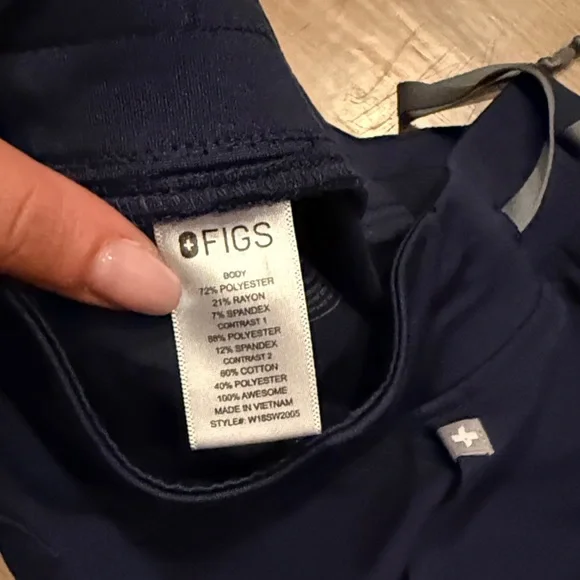 FIGS
BODY
72% POLYESTER
21% RAYON
7% SPANDEX
CONTRAST 1
88% POLYESTER
12% SPANDEX
CONTRAST 2
60% COTTON
40% POLYESTER
100% AWESOME
MADE IN VIETNAM
STYLE#: W18SW2005